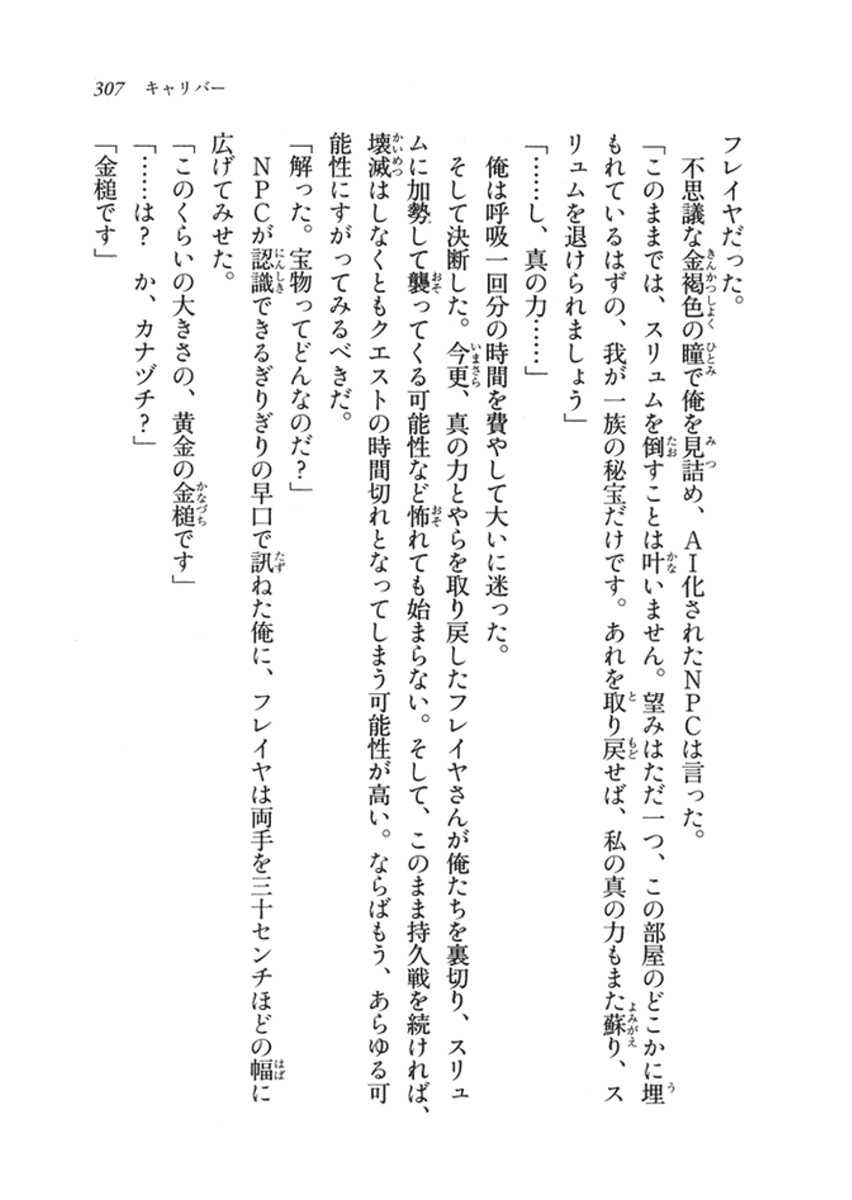 307 キャリバー
フレイヤだった。
　不思議な金褐色の瞳で俺を見詰め、ＡＩ化されたＮＰＣは言った。
「このままでは、スリュムを倒すことは叶いません。望みはただ一つ、この部屋のどこかに埋
もれているはずの、我が一族の秘宝だけです。あれを取り戻せば、私の真の力もまた蘇り、ス
リュムを退けられましょう」
「……し、真の力……」
　俺は呼吸一回分の時間を費やして大いに迷った。
　そして決断した。今更、真の力とやらを取り戻したフレイヤさんが俺たちを裏切り、スリュ
ムに加勢して襲ってくる可能性など怖れても始まらない。そして、このまま持久戦を続ければ、
壊滅はしなくともクエストの時間切れとなってしまう可能性が高い。ならばもう、あらゆる可
能性にすがってみるべきだ。
「解った。宝物ってどんなのだ？」
　ＮＰＣが認識できるぎりぎりの早口で訊ねた俺に、フレイヤは両手を三十センチほどの幅に
広げてみせた。
「このくらいの大きさの、黄金の金槌です」
「……は？　か、カナヅチ？」
「金槌です」